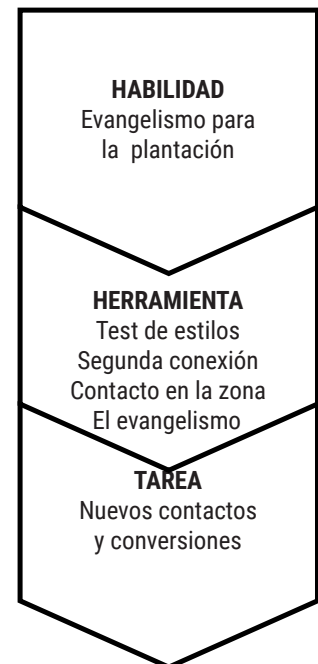 HABILIDAD
Evangelismo para
la plantación
HERRAMIENTA
Test de estilos
Segunda conexión
Contacto en la zona
El evangelismo
TAREA
Nuevos contactos
y conversiones